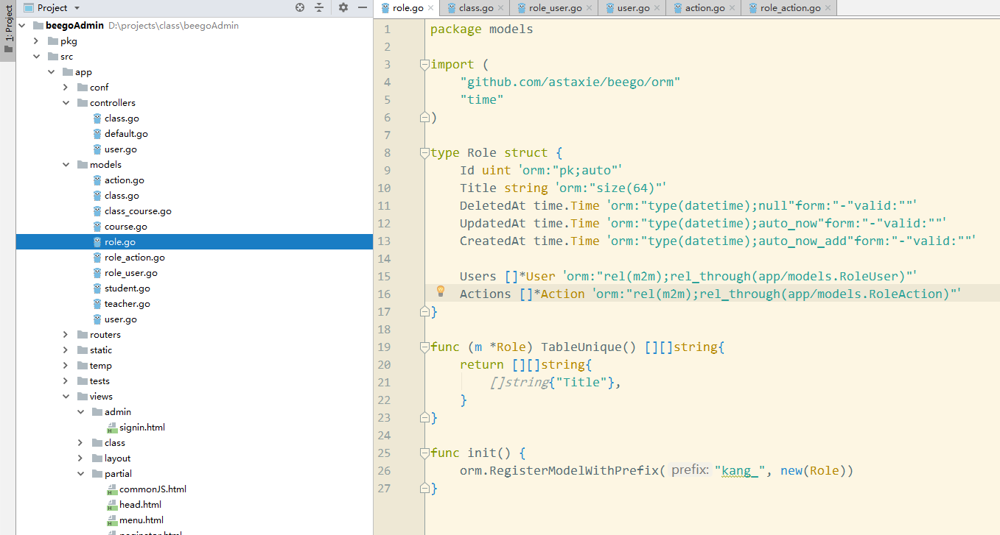 1: Project
Project
beegoAdmin D:\projects\class\beegoAdmin
pkg
src
app
conf
controllers
class.go
default.go
user.go
models
action.go
class.go
class_course.go
course.go
role.go
role_action.go
role_user.go
student.go
teacher.go
user.go
routers
static
temp
tests
views
admin
signin.html
class
layout
partial
commonJS.html
head.html
menu.html
role.go class.go role_user.go user.go action.go role_action.go
1 package models
2
3 import (
4 "github.com/astaxie/beego/orm"
5 "time"
6 )
7
8 type Role struct {
9 Id uint 'orm:"pk;auto"'
10 Title string 'orm:"size(64)"'
11 DeletedAt time.Time 'orm:"type(datetime);null"form:"-"valid:""'
12 UpdatedAt time.Time 'orm:"type(datetime);auto_now"form:"-"valid:""'
13 CreatedAt time.Time 'orm:"type(datetime);auto_now_add"form:"-"valid:""'
14
15 Users []*User 'orm:"rel(m2m);rel_through(app/models.RoleUser)"'
16 Actions []*Action 'orm:"rel(m2m);rel_through(app/models.RoleAction)"'
17 }
18
19 func (m *Role) TableUnique() [][]string{
20 return [][]string{
21 []string{"Title"},
22 }
23 }
24
25 func init() {
26 orm.RegisterModelWithPrefix( prefix: "kang_", new(Role))
27 }